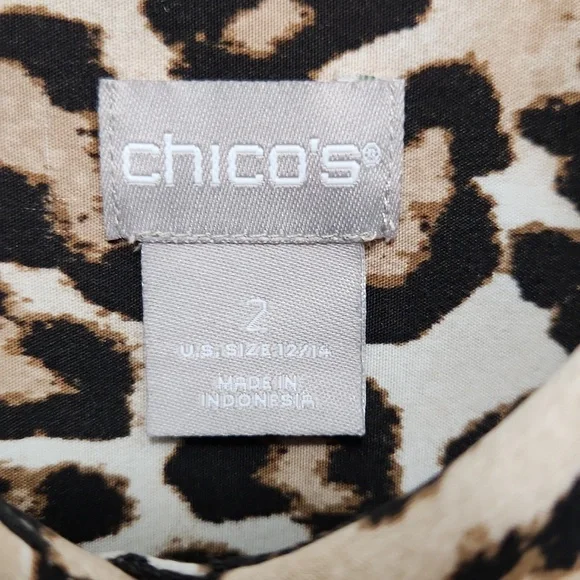 chico's®
2
U.S. SIZE 12/14
MADE IN
INDONESIA